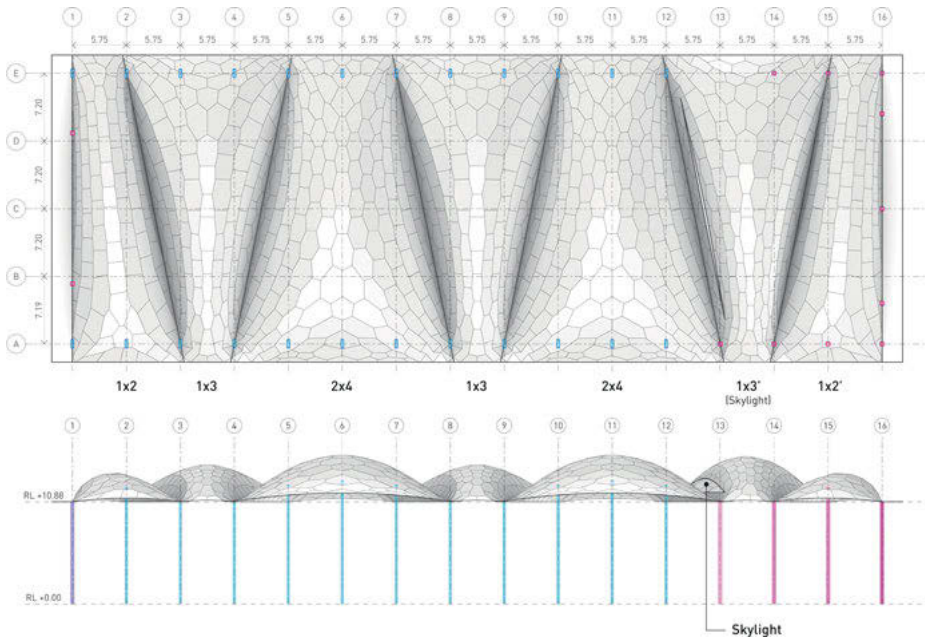 1 2 3 4 5 6 7 8 9 10 11 12 13 14 15 16
5.75 5.75 5.75 5.75 5.75 5.75 5.75 5.75 5.75 5.75 5.75 5.75 5.75 5.75 5.75
E
7.20
D
7.20
C
7.20
B
7.19
A
1x2 1x3 2x4 1x3 2x4 1x3' 1x2'
(Skylight)
1 2 3 4 5 6 7 8 9 10 11 12 13 14 15 16
RL +10.88
RL +0.00
Skylight